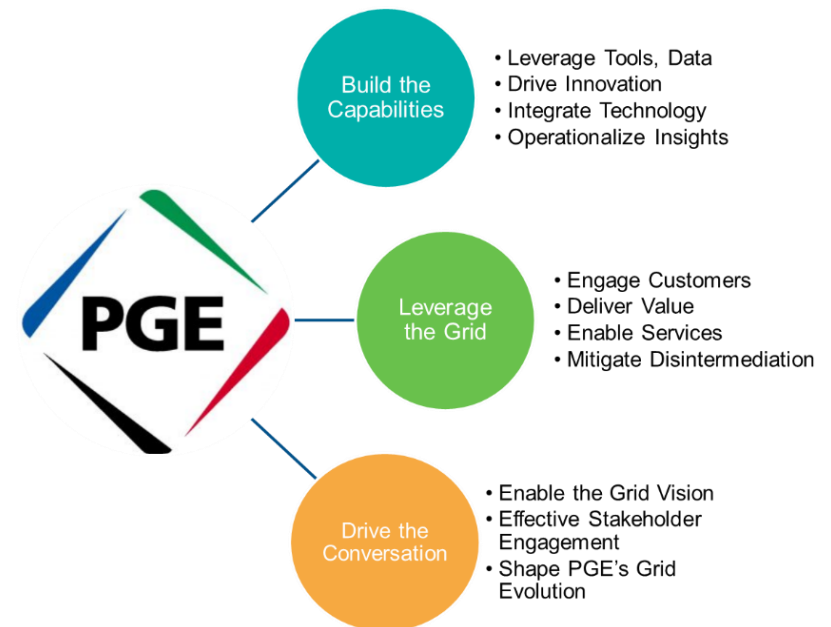 Build the
Capabilities
• Leverage Tools, Data
• Drive Innovation
• Integrate Technology
• Operationalize Insights
PGE
Leverage
the Grid
• Engage Customers
• Deliver Value
• Enable Services
• Mitigate Disintermediation
Drive the
Conversation
• Enable the Grid Vision
• Effective Stakeholder
Engagement
• Shape PGE's Grid
Evolution